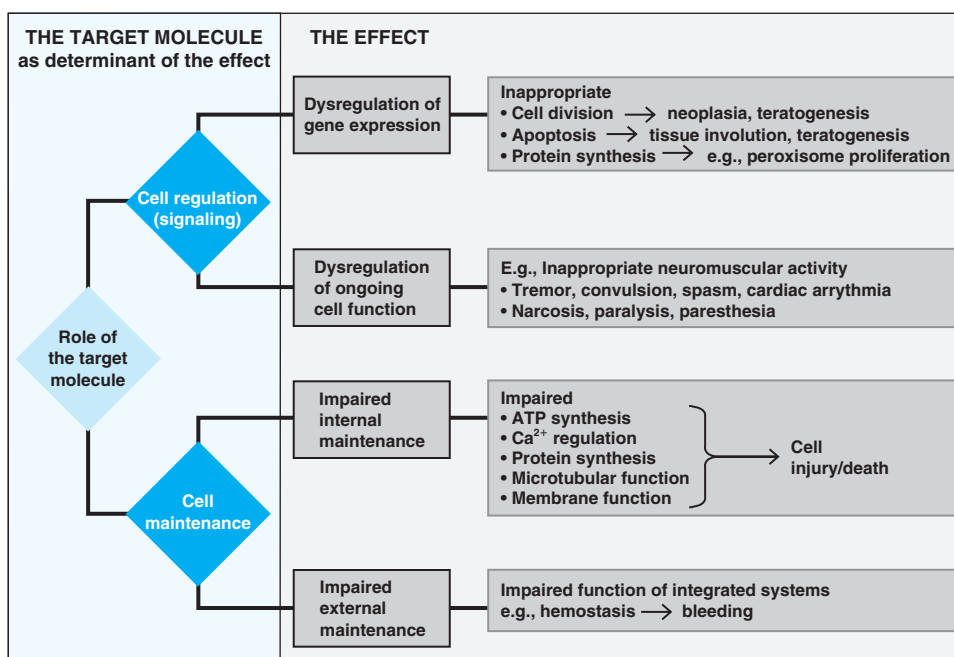 THE TARGET MOLECULE
as determinant of the effect
THE EFFECT
Role of
the target
molecule
Cell regulation
(signaling)
Dysregulation of
gene expression
Inappropriate
• Cell division → neoplasia, teratogenesis
• Apoptosis → tissue involution, teratogenesis
• Protein synthesis → e.g., peroxisome proliferation
Dysregulation
of ongoing
cell function
E.g., Inappropriate neuromuscular activity
• Tremor, convulsion, spasm, cardiac arrythmia
• Narcosis, paralysis, paresthesia
Cell
maintenance
Impaired
internal
maintenance
Impaired
• ATP synthesis
• Ca²⁺ regulation
• Protein synthesis
• Microtubular function
• Membrane function
Cell
injury/death
Impaired
external
maintenance
Impaired function of integrated systems
e.g., hemostasis → bleeding